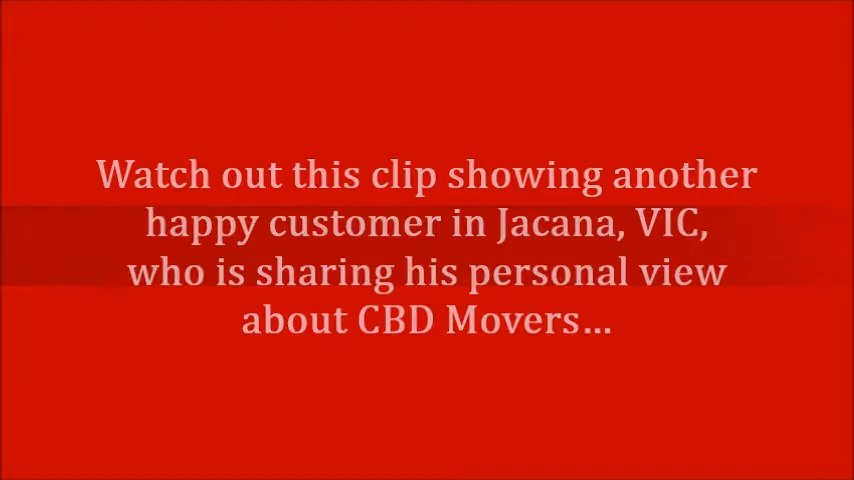 Watch out this clip showing another
happy customer in Jacana, VIC,
who is sharing his personal view
about CBD Movers...